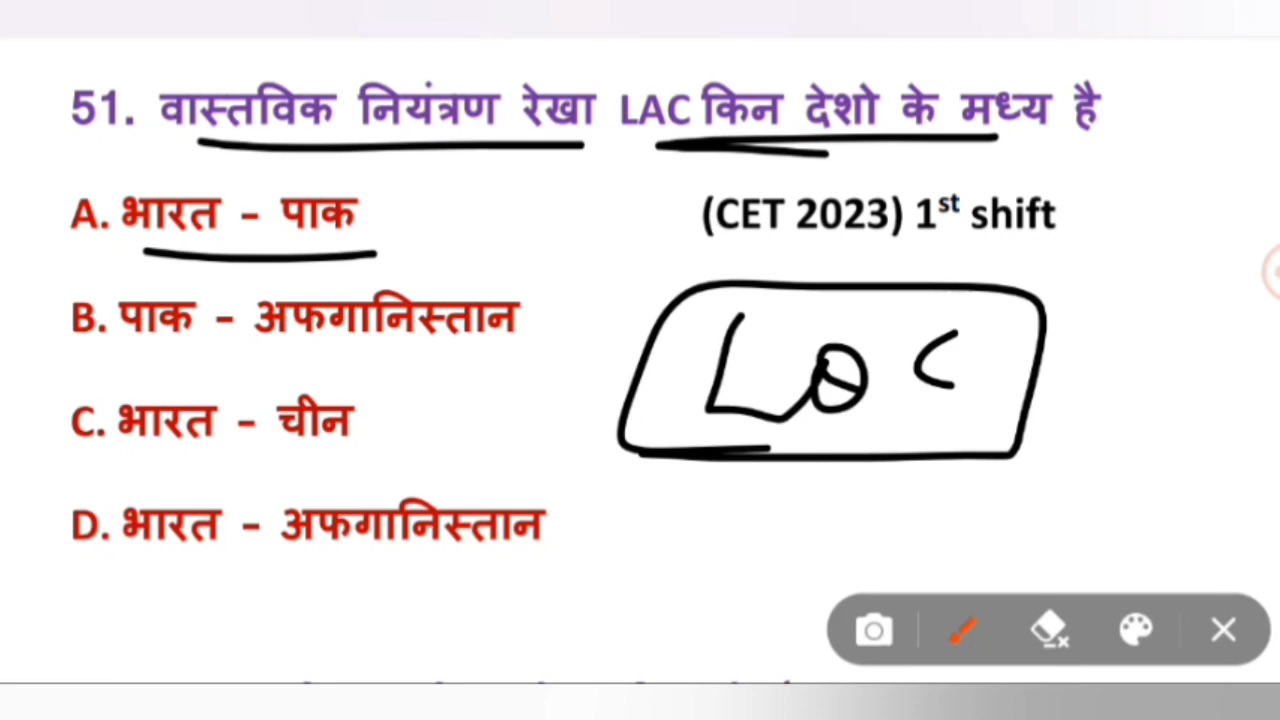 51. वास्तविक नियंत्रण रेखा LAC किन देशो के मध्य है
A. भारत - पाक
(CET 2023) 1st shift
B. पाक - अफगानिस्तान
LOC
C. भारत - चीन
D. भारत - अफगानिस्तान